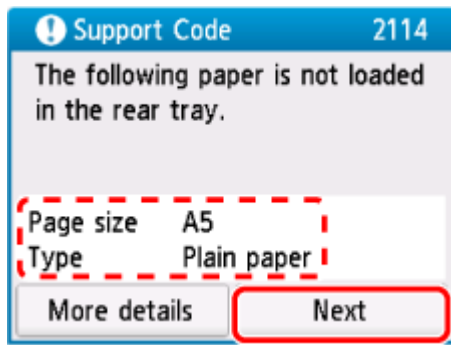 Support Code 2114
The following paper is not loaded
in the rear tray.
Page size A5
Type Plain paper
More details Next